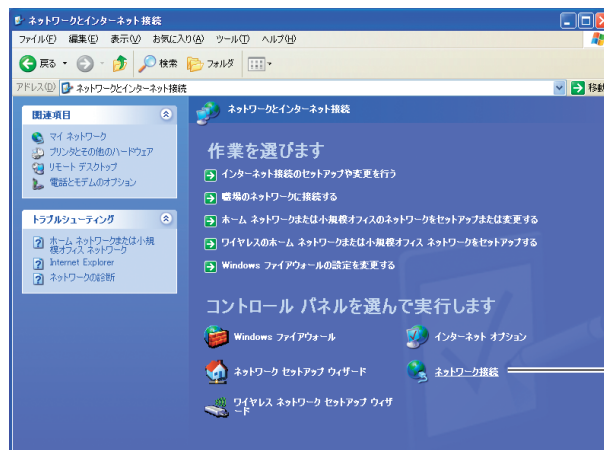 ネットワークとインターネット接続
ファイル(F) 編集(E) 表示(V) お気に入り(A) ツール(T) ヘルプ(H)
戻る 検索 フォルダ
アドレス(D) ネットワークとインターネット接続 移動
関連項目
マイ ネットワーク
プリンタとその他のハードウェア
リモート デスクトップ
電話とモデムのオプション
トラブルシューティング
ホーム ネットワークまたは小規
模オフィス ネットワーク
Internet Explorer
ネットワークの診断
ネットワークとインターネット接続
作業を選びます
インターネット接続のセットアップや変更を行う
職場のネットワークに接続する
ホーム ネットワークまたは小規模オフィスのネットワークをセットアップまたは変更する
ワイヤレスのホーム ネットワークまたは小規模オフィス ネットワークをセットアップする
Windows ファイアウォールの設定を変更する
コントロール パネルを選んで実行します
Windows ファイアウォール
インターネット オプション
ネットワーク セットアップ ウィザード
ネットワーク接続
ワイヤレス ネットワーク セットアップ ウィザ
ード